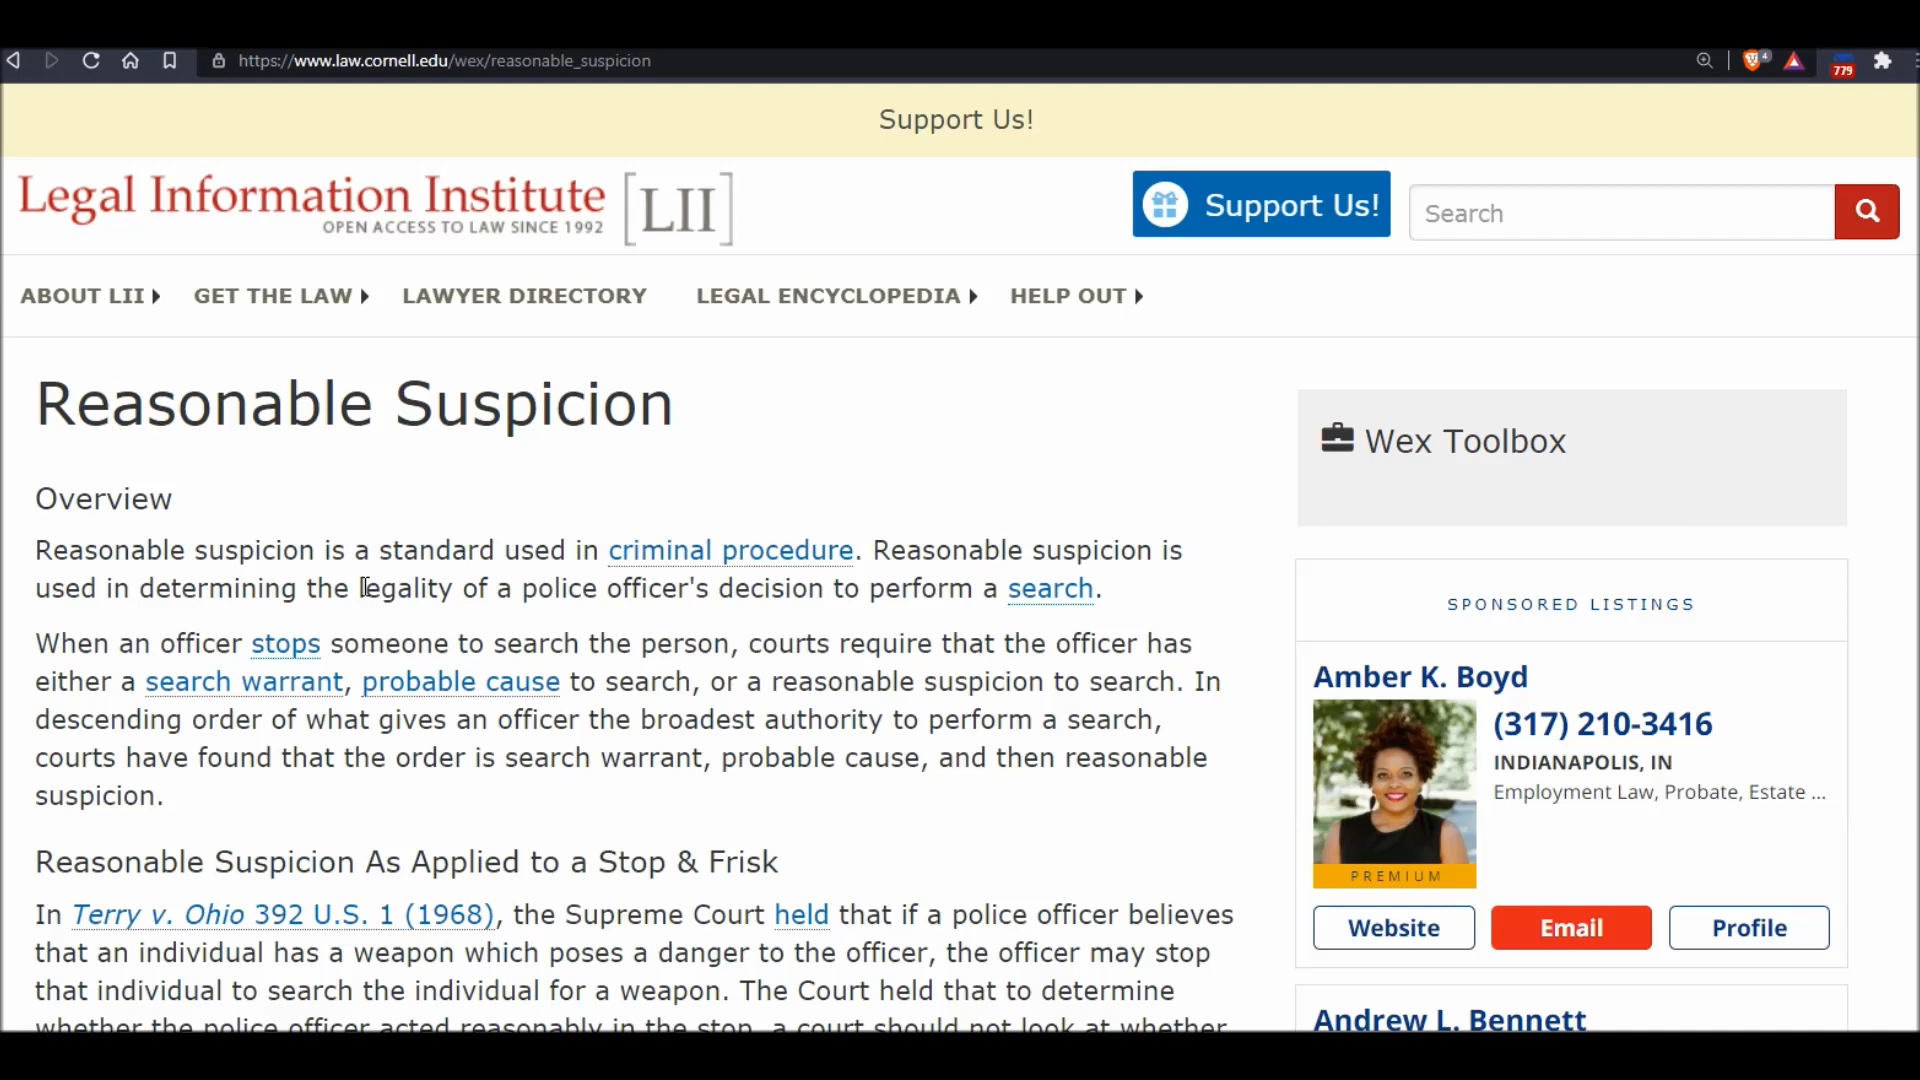 https://www.law.cornell.edu/wex/reasonable_suspicion
4
779
Support Us!
Legal Information Institute [LII]
OPEN ACCESS TO LAW SINCE 1992
Support Us!
Search
ABOUT LII
GET THE LAW
LAWYER DIRECTORY
LEGAL ENCYCLOPEDIA
HELP OUT
Reasonable Suspicion
Overview
Reasonable suspicion is a standard used in criminal procedure. Reasonable suspicion is
used in determining the legality of a police officer's decision to perform a search.
When an officer stops someone to search the person, courts require that the officer has
either a search warrant, probable cause to search, or a reasonable suspicion to search. In
descending order of what gives an officer the broadest authority to perform a search,
courts have found that the order is search warrant, probable cause, and then reasonable
suspicion.
Reasonable Suspicion As Applied to a Stop & Frisk
In Terry v. Ohio 392 U.S. 1 (1968), the Supreme Court held that if a police officer believes
that an individual has a weapon which poses a danger to the officer, the officer may stop
that individual to search the individual for a weapon. The Court held that to determine
whether the police officer acted reasonably in the stop, a court should not look at whether
Wex Toolbox
SPONSORED LISTINGS
Amber K. Boyd
(317) 210-3416
INDIANAPOLIS, IN
Employment Law, Probate, Estate ...
PREMIUM
Website
Email
Profile
Andrew L. Bennett